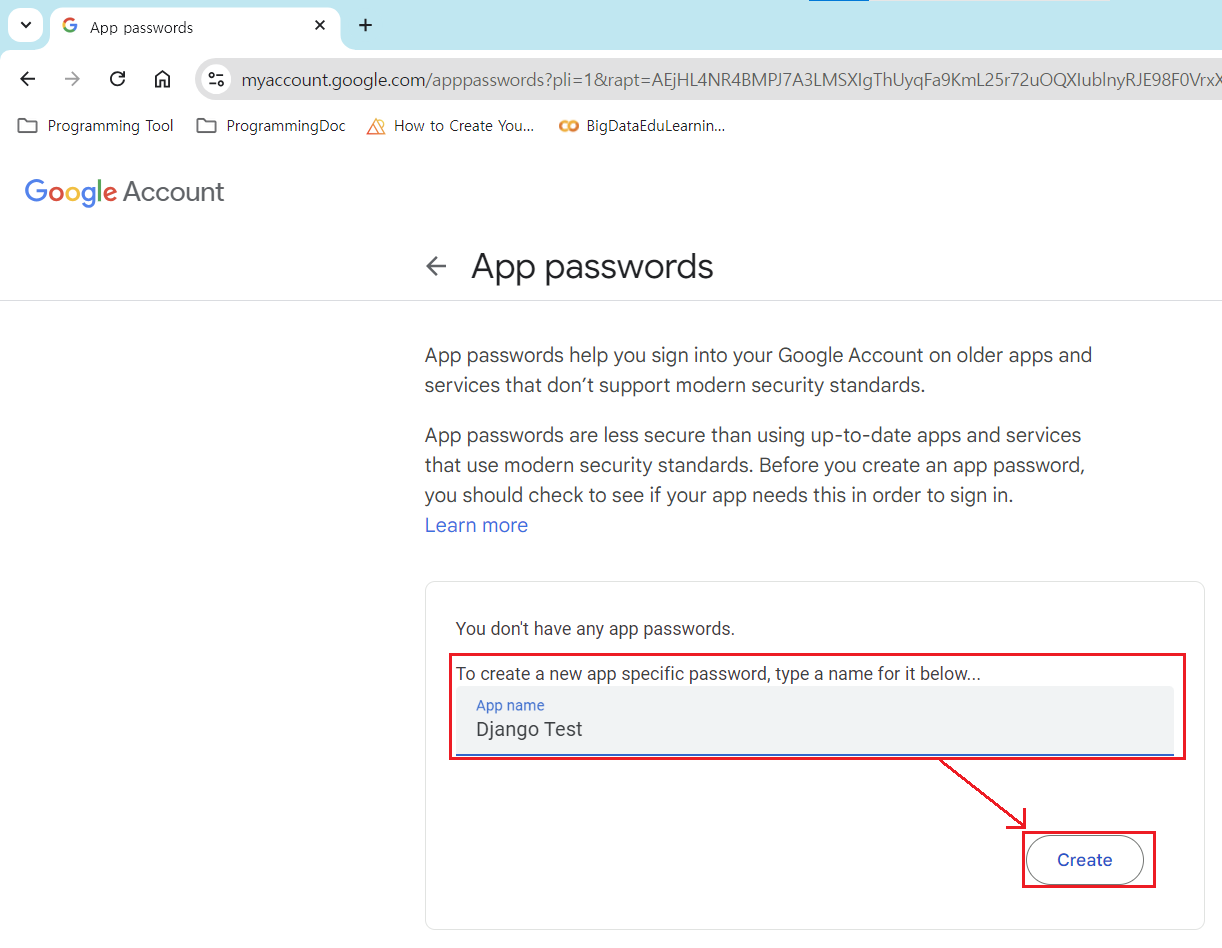 App passwords
myaccount.google.com/apppasswords?pli=1&rapt=AEjHL4NR4BMPJ7A3LMSXIgThUyqFa9KmL25r72uOQXIublnyRJE98F0VrxX
Programming Tool
ProgrammingDoc
How to Create You...
BigDataEduLearnin...
Google Account
App passwords
App passwords help you sign into your Google Account on older apps and
services that don’t support modern security standards.
App passwords are less secure than using up-to-date apps and services
that use modern security standards. Before you create an app password,
you should check to see if your app needs this in order to sign in.
Learn more
You don't have any app passwords.
To create a new app specific password, type a name for it below...
App name
Django Test
Create